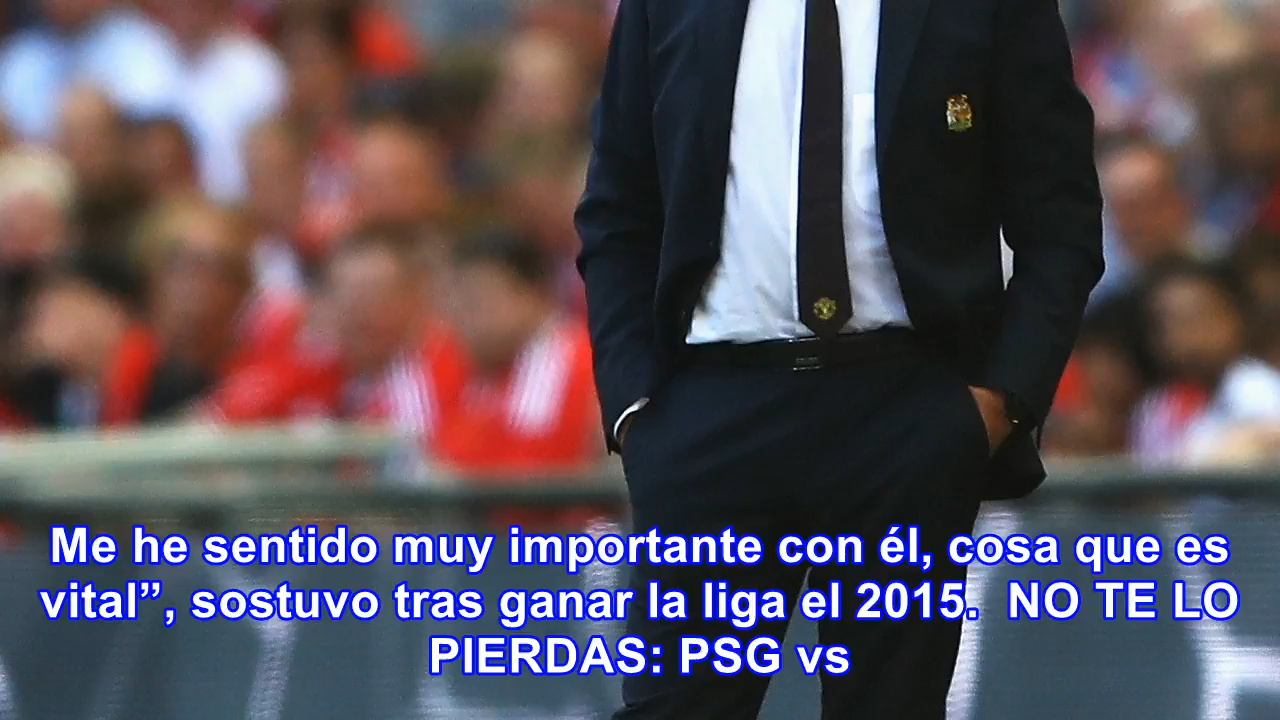 Me he sentido muy importante con él, cosa que es
vital”, sostuvo tras ganar la liga el 2015.  NO TE LO
PIERDAS: PSG vs